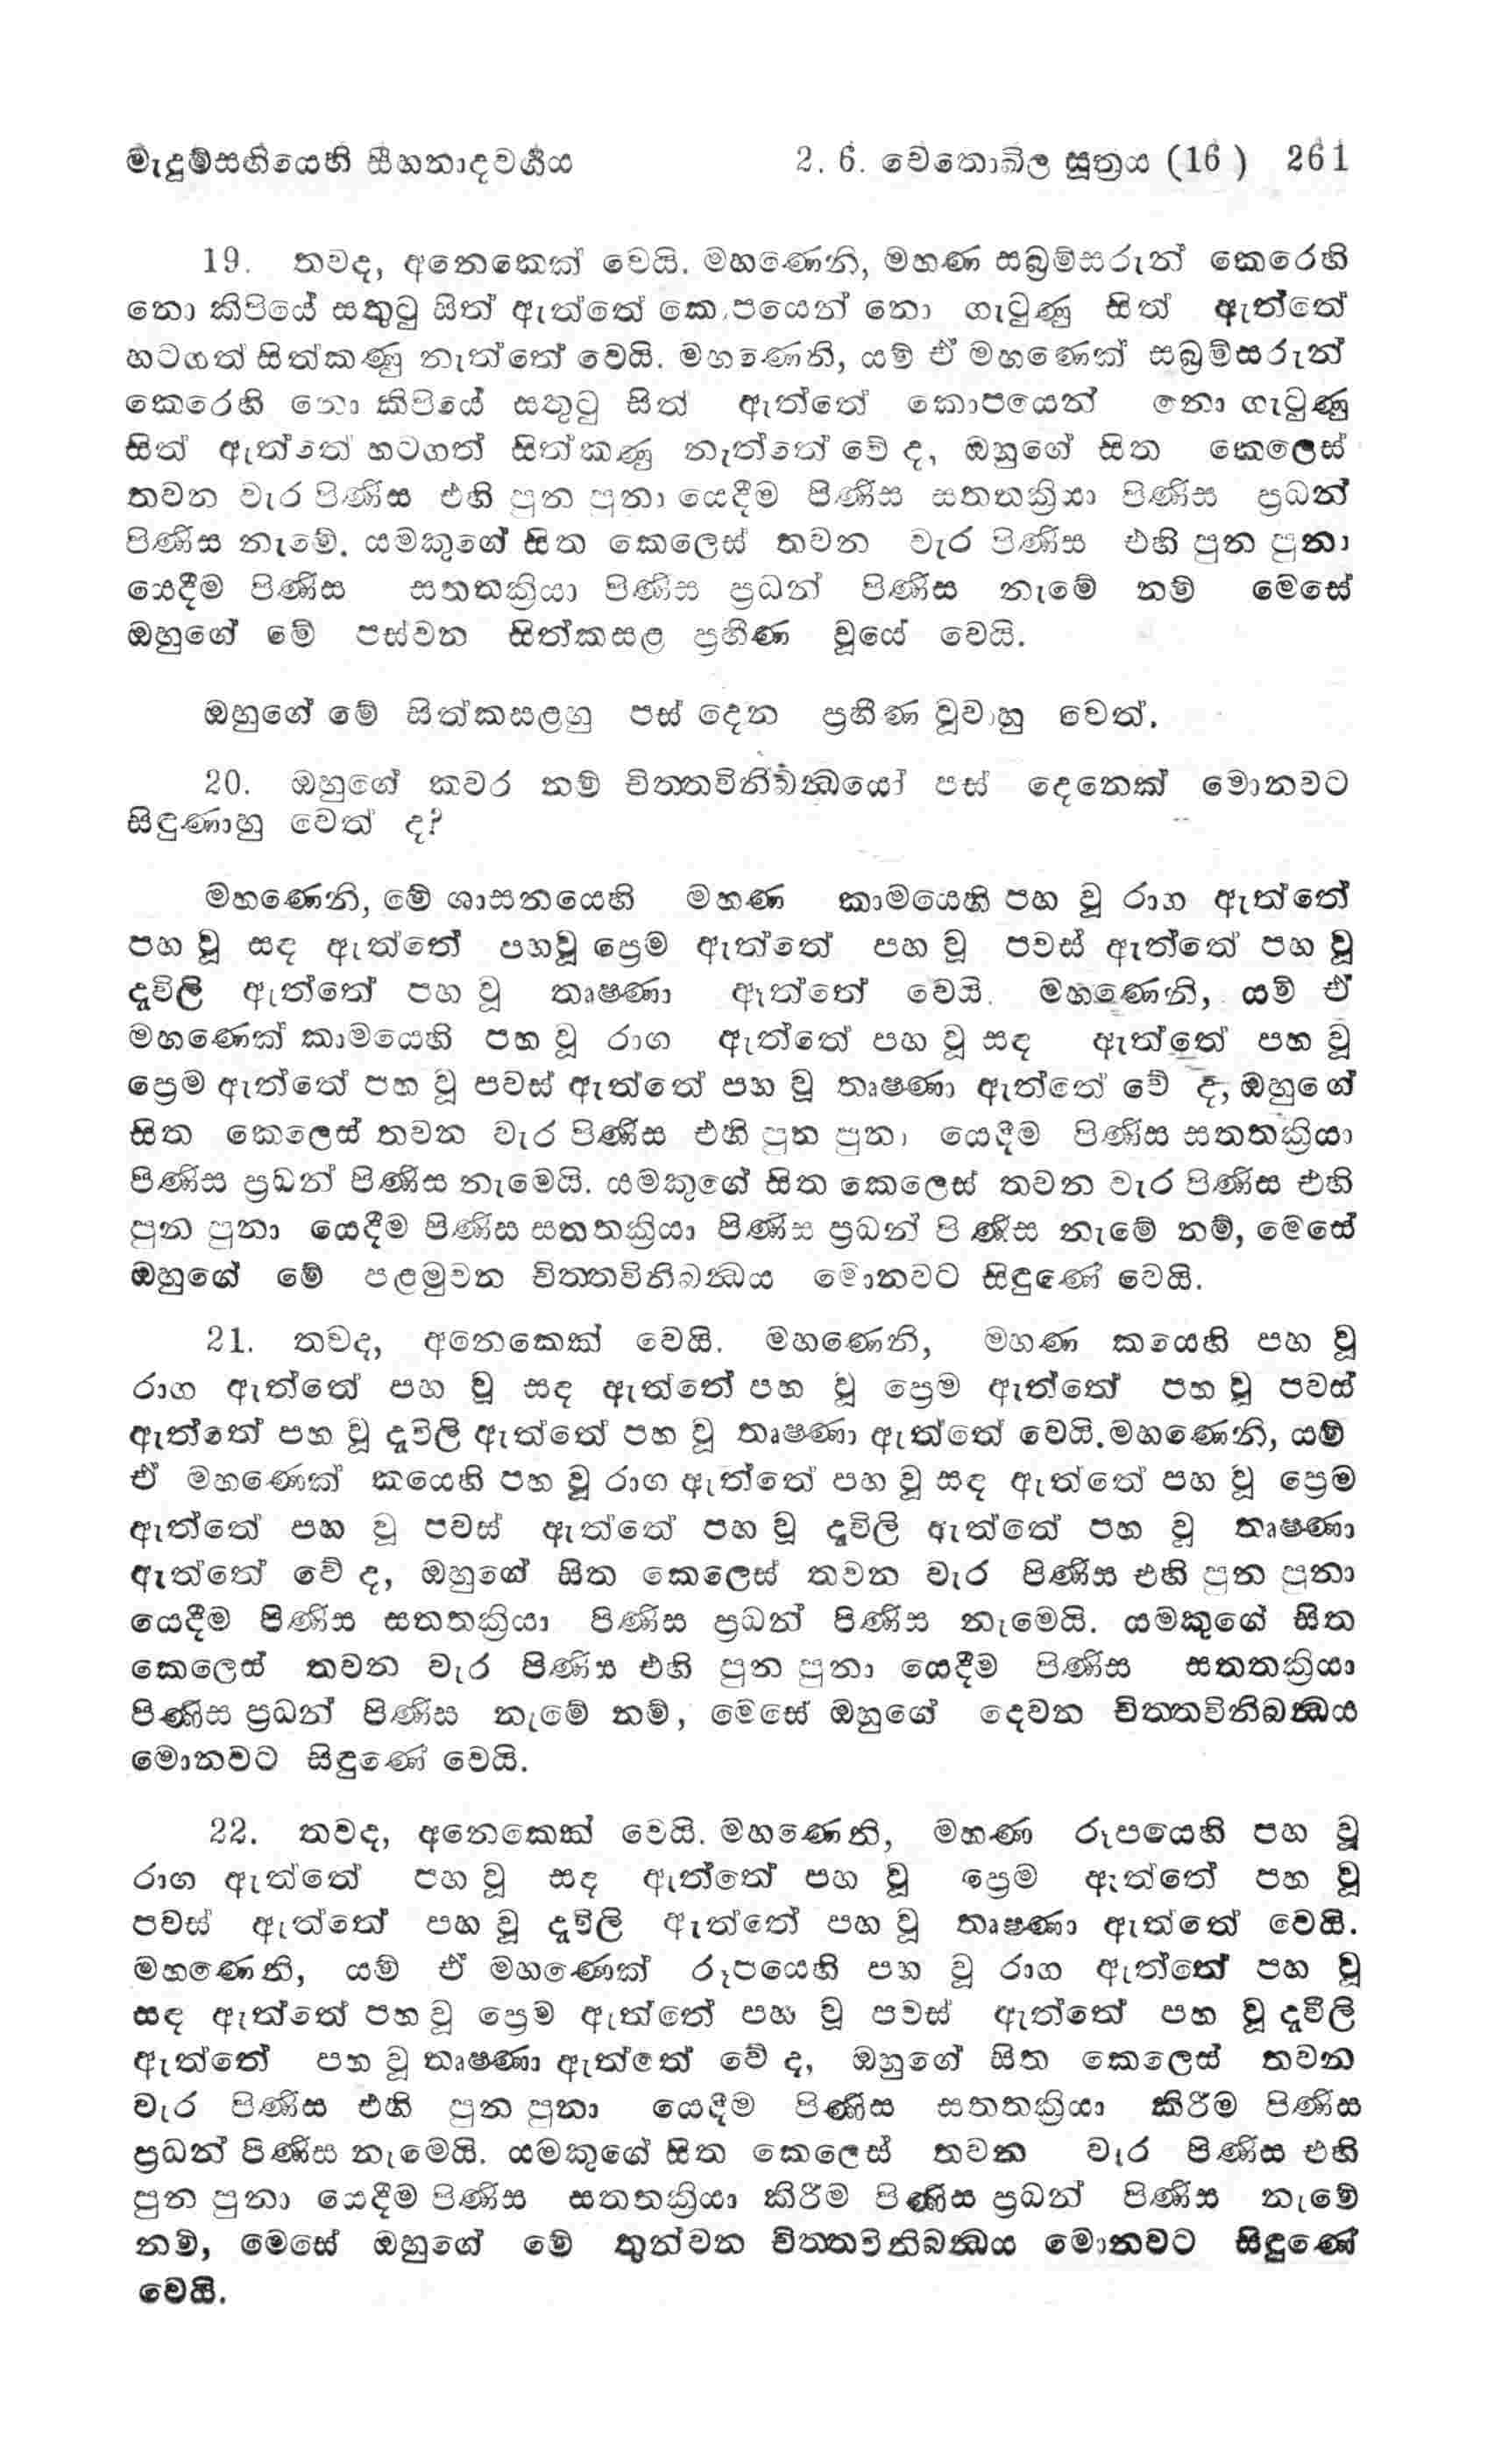 මැදුම්සඟියෙහි සීහනාදවර්‍ගය 2. 6. චෙතොඛිල සූත්‍රය (16) 261
19. තවද, අනෙකෙක් වෙයි. මහණෙනි, මහණ සබ්‍රම්සරුන් කෙරෙහි
නො කිපියේ සතුටු සිත් ඇත්තේ කොපයෙන් නො ගැටුණු සිත් ඇත්තේ
හටගත් සිත්කණු නැත්තේ වෙයි. මහණෙනි, යම් ඒ මහණෙක් සබ්‍රම්සරුන්
කෙරෙහි නො කිපියේ සතුටු සිත් ඇත්තේ කොපයෙන් නො ගැටුණු
සිත් ඇත්තේ හටගත් සිත්කණු නැත්තේ වේ ද, ඔහුගේ සිත කෙලෙස්
තවන වැර පිණිස එහි පුන පුනා යෙදීම පිණිස සතතක්‍රියා පිණිස ප්‍රධන්
පිණිස නැමේ. යමකුගේ සිත කෙලෙස් තවන වැර පිණිස එහි පුන පුනා
යෙදීම පිණිස සතතක්‍රියා පිණිස ප්‍රධන් පිණිස නැමේ නම් මෙසේ
ඔහුගේ මේ පස්වන සිත්කසළ ප්‍රහීණ වූයේ වෙයි.
ඔහුගේ මේ සිත්කසළහු පස් දෙන ප්‍රහීණ වූවාහු වෙත්.
20. ඔහුගේ කවර නම් චිත්තවිනිබන්‍ධයෝ පස් දෙනෙක් මොනවට
සිඳුණාහු වෙත් ද?
මහණෙනි, මේ ශාසනයෙහි මහණ කාමයෙහි පහ වූ රාග ඇත්තේ
පහ වූ සඳ ඇත්තේ පහවූ ප්‍රෙම ඇත්තේ පහ වූ පවස් ඇත්තේ පහ වූ
දැවිලි ඇත්තේ පහ වූ තෘෂ්ණා ඇත්තේ වෙයි. මහණෙනි, යම් ඒ
මහණෙක් කාමයෙහි පහ වූ රාග ඇත්තේ පහ වූ සඳ ඇත්තේ පහ වූ
ප්‍රෙම ඇත්තේ පහ වූ පවස් ඇත්තේ පහ වූ තෘෂ්ණා ඇත්තේ වේ ද, ඔහුගේ
සිත කෙලෙස් තවන වැර පිණිස එහි පුන පුනා යෙදීම පිණිස සතතක්‍රියා
පිණිස ප්‍රධන් පිණිස නැමෙයි. යමකුගේ සිත කෙලෙස් තවන වැර පිණිස එහි
පුන පුනා යෙදීම පිණිස සතතක්‍රියා පිණිස ප්‍රධන් පිණිස නැමේ නම්, මෙසේ
ඔහුගේ මේ පළමුවන චිත්තවිනිබන්‍ධය මොනවට සිඳුණේ වෙයි.
21. තවද, අනෙකෙක් වෙයි. මහණෙනි, මහණ කයෙහි පහ වූ
රාග ඇත්තේ පහ වූ සඳ ඇත්තේ පහ වූ ප්‍රෙම ඇත්තේ පහ වූ පවස්
ඇත්තේ පහ වූ දැවිලි ඇත්තේ පහ වූ තෘෂ්ණා ඇත්තේ වෙයි. මහණෙනි, යම්
ඒ මහණෙක් කයෙහි පහ වූ රාග ඇත්තේ පහ වූ සඳ ඇත්තේ පහ වූ ප්‍රෙම
ඇත්තේ පහ වූ පවස් ඇත්තේ පහ වූ දැවිලි ඇත්තේ පහ වූ තෘෂ්ණා
ඇත්තේ වේ ද, ඔහුගේ සිත කෙලෙස් තවන වැර පිණිස එහි පුන පුනා
යෙදීම පිණිස සතතක්‍රියා පිණිස ප්‍රධන් පිණිස නැමෙයි. යමකුගේ සිත
කෙලෙස් තවන වැර පිණිස එහි පුන පුනා යෙදීම පිණිස සතතක්‍රියා
පිණිස ප්‍රධන් පිණිස නැමේ නම්, මෙසේ ඔහුගේ දෙවන චිත්තවිනිබන්‍ධය
මොනවට සිඳුණේ වෙයි.
22. තවද, අනෙකෙක් වෙයි. මහණෙනි, මහණ රූපයෙහි පහ වූ
රාග ඇත්තේ පහ වූ සඳ ඇත්තේ පහ වූ ප්‍රෙම ඇත්තේ පහ වූ
පවස් ඇත්තේ පහ වූ දැවිලි ඇත්තේ පහ වූ තෘෂ්ණා ඇත්තේ වෙයි.
මහණෙනි, යම් ඒ මහණෙක් රූපයෙහි පහ වූ රාග ඇත්තේ පහ වූ
සඳ ඇත්තේ පහ වූ ප්‍රෙම ඇත්තේ පහ වූ පවස් ඇත්තේ පහ වූ දැවිලි
ඇත්තේ පහ වූ තෘෂ්ණා ඇත්තේ වේ ද, ඔහුගේ සිත කෙලෙස් තවන
වැර පිණිස එහි පුන පුනා යෙදීම පිණිස සතතක්‍රියා කිරීම පිණිස
ප්‍රධන් පිණිස නැමෙයි. යමකුගේ සිත කෙලෙස් තවන වැර පිණිස එහි
පුන පුනා යෙදීම පිණිස සතතක්‍රියා කිරීම පිණිස ප්‍රධන් පිණිස නැමේ
නම්, මෙසේ ඔහුගේ මේ තුන්වන චිත්තවිනිබන්‍ධය මොනවට සිඳුණේ
වෙයි.